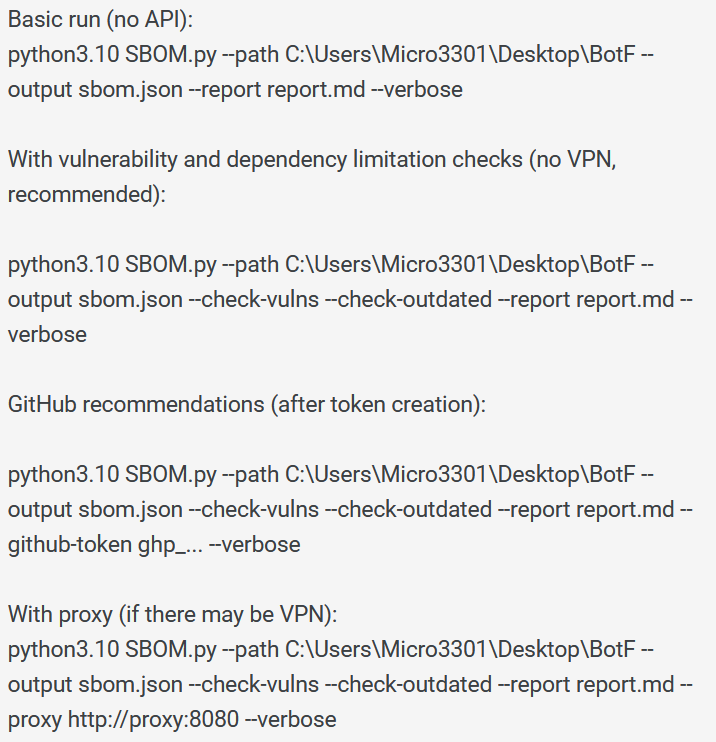 Basic run (no API):
python3.10 SBOM.py --path C:\Users\Micro3301\Desktop\BotF --
output sbom.json --report report.md --verbose
With vulnerability and dependency limitation checks (no VPN,
recommended):
python3.10 SBOM.py --path C:\Users\Micro3301\Desktop\BotF --
output sbom.json --check-vulns --check-outdated --report report.md --
verbose
GitHub recommendations (after token creation):
python3.10 SBOM.py --path C:\Users\Micro3301\Desktop\BotF --
output sbom.json --check-vulns --check-outdated --report report.md --
github-token ghp_... --verbose
With proxy (if there may be VPN):
python3.10 SBOM.py --path C:\Users\Micro3301\Desktop\BotF --
output sbom.json --check-vulns --check-outdated --report report.md --
proxy http://proxy:8080 --verbose